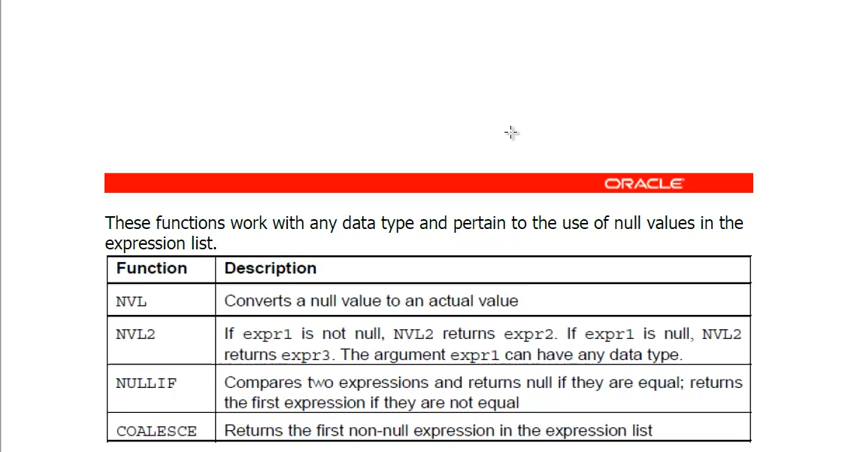 ORACLE
These functions work with any data type and pertain to the use of null values in the
expression list.
Function Description
NVL Converts a null value to an actual value
NVL2 If expr1 is not null, NVL2 returns expr2. If expr1 is null, NVL2
returns expr3. The argument expr1 can have any data type.
NULLIF Compares two expressions and returns null if they are equal; returns
the first expression if they are not equal
COALESCE Returns the first non-null expression in the expression list